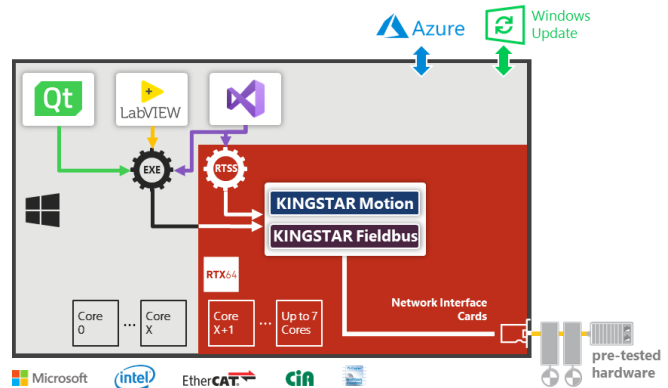 Azure
Windows
Update
Qt
LabVIEW
EXE
RTSS
KINGSTAR Motion
KINGSTAR Fieldbus
RTX64
Core
0
...
Core
X
Core
X+1
...
Up to 7
Cores
Network Interface
Cards
pre-tested
hardware
Microsoft
intel
EtherCAT
CiA